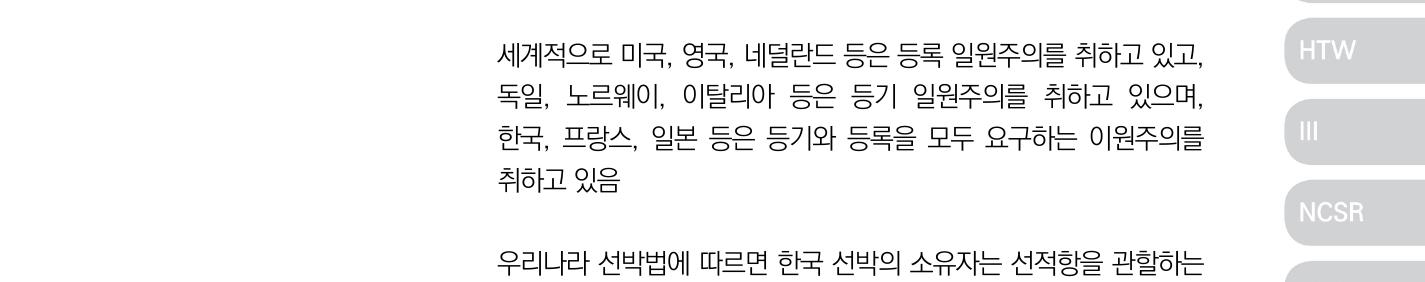 세계적으로 미국, 영국, 네덜란드 등은 등록 일원주의를 취하고 있고,
독일, 노르웨이, 이탈리아 등은 등기 일원주의를 취하고 있으며,
한국, 프랑스, 일본 등은 등기와 등록을 모두 요구하는 이원주의를
취하고 있음
우리나라 선박법에 따르면 한국 선박의 소유자는 선적항을 관할하는
HTW
III
NCSR